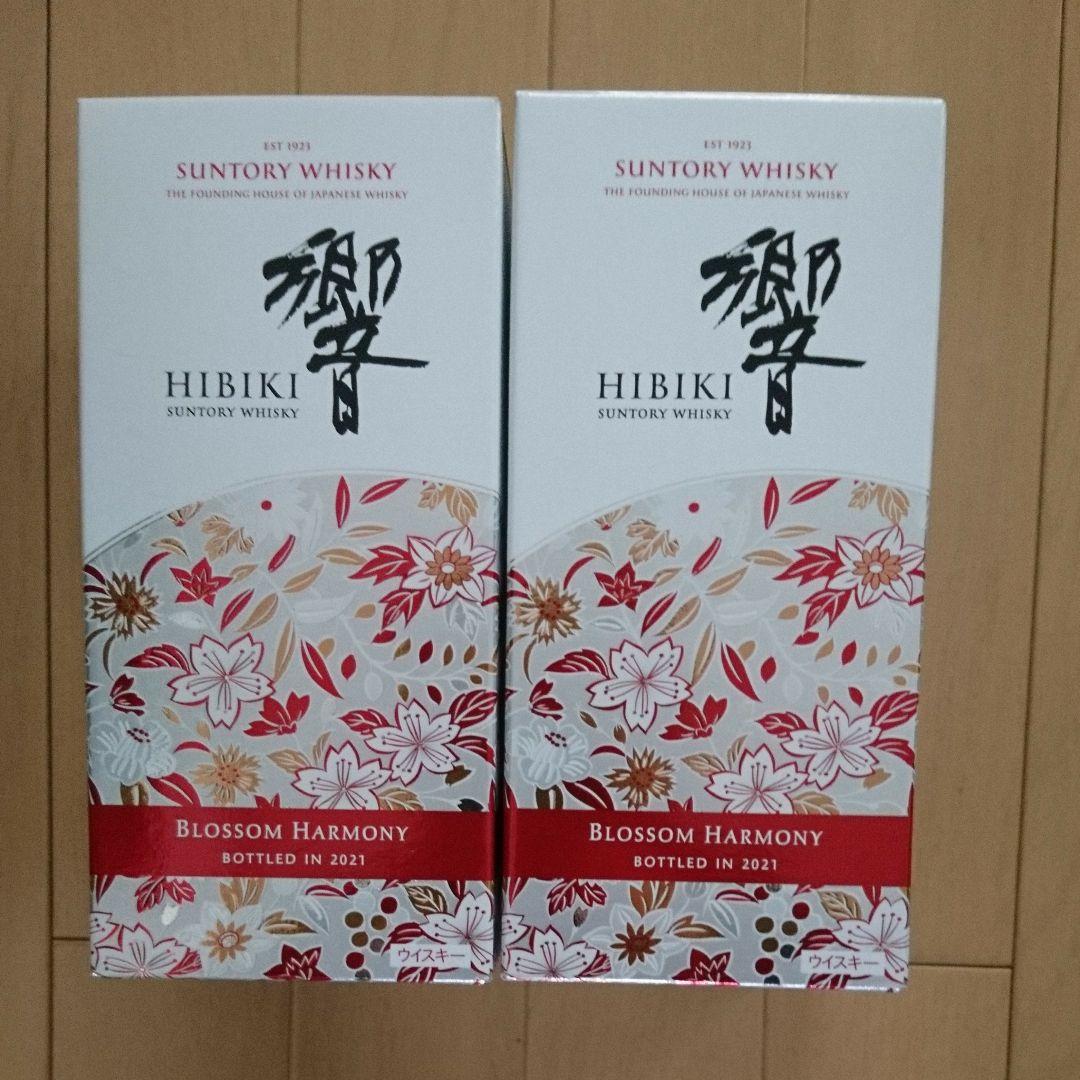 EST 1923
SUNTORY WHISKY
THE FOUNDING HOUSE OF JAPANESE WHISKY
響
HIBIKI
SUNTORY WHISKY
BLOSSOM HARMONY
BOTTLED IN 2021
ウイスキー
EST 1923
SUNTORY WHISKY
THE FOUNDING HOUSE OF JAPANESE WHISKY
響
HIBIKI
SUNTORY WHISKY
BLOSSOM HARMONY
BOTTLED IN 2021
ウイスキー